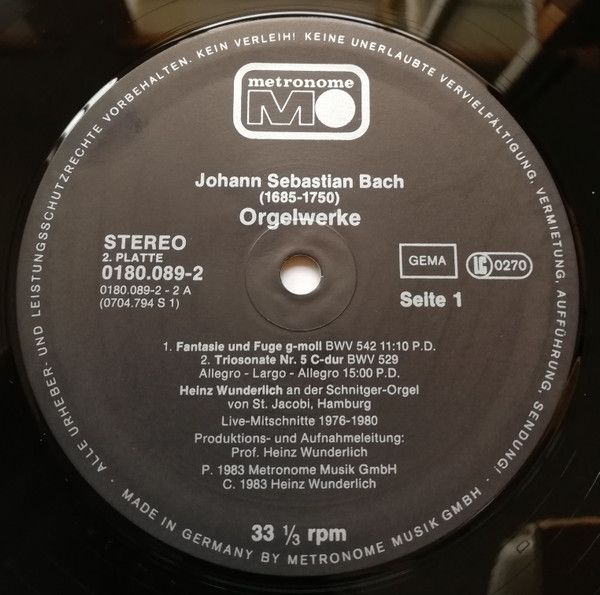 ALLE URHEBER- UND LEISTUNGSSCHUTZRECHTE VORBEHALTEN. KEIN VERLEIH! KEINE UNERLAUBTE VERVIELFÄLTIGUNG, VERMIETUNG, AUFFÜHRUNG, SENDUNG!
metronome
M
Johann Sebastian Bach
(1685-1750)
Orgelwerke
STEREO
2. PLATTE
0180.089-2
0180.089-2 - 2 A
(0704.794 S 1)
GEMA
LC 0270
Seite 1
1. Fantasie und Fuge g-moll BWV 542 11:10 P.D.
2. Triosonate Nr. 5 C-dur BWV 529
Allegro - Largo - Allegro 15:00 P.D.
Heinz Wunderlich an der Schnitger-Orgel
von St. Jacobi, Hamburg
Live-Mitschnitte 1976-1980
Produktions- und Aufnahmeleitung:
Prof. Heinz Wunderlich
P. 1983 Metronome Musik GmbH
C. 1983 Heinz Wunderlich
33 1/3 rpm
· MADE IN GERMANY BY METRONOME MUSIK GMBH ·